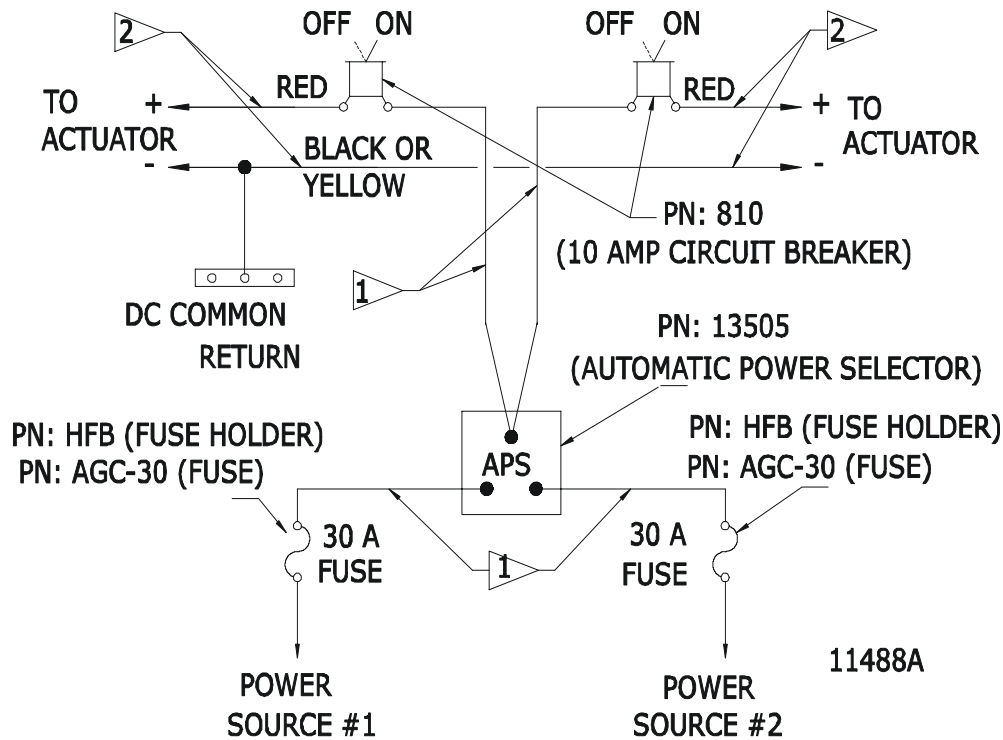 2
OFF ON
OFF ON
2
TO
ACTUATOR
+
-
RED
BLACK OR
YELLOW
RED
+
-
TO
ACTUATOR
PN: 810
(10 AMP CIRCUIT BREAKER)
1
DC COMMON
RETURN
PN: 13505
(AUTOMATIC POWER SELECTOR)
PN: HFB (FUSE HOLDER)
PN: AGC-30 (FUSE)
APS
PN: HFB (FUSE HOLDER)
PN: AGC-30 (FUSE)
30 A
FUSE
1
30 A
FUSE
POWER
SOURCE #1
POWER
SOURCE #2
11488A